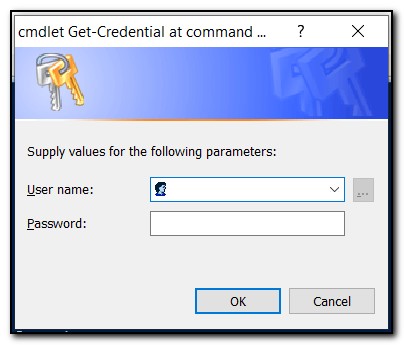 cmdlet Get-Credential at command ...
?
Supply values for the following parameters:
User name:
...
Password:
OK
Cancel